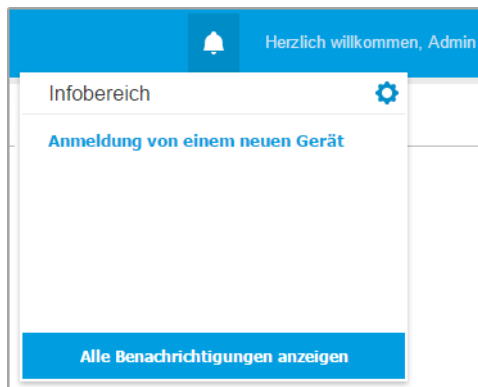 Herzlich willkommen, Admin
Infobereich
Anmeldung von einem neuen Gerät
Alle Benachrichtigungen anzeigen